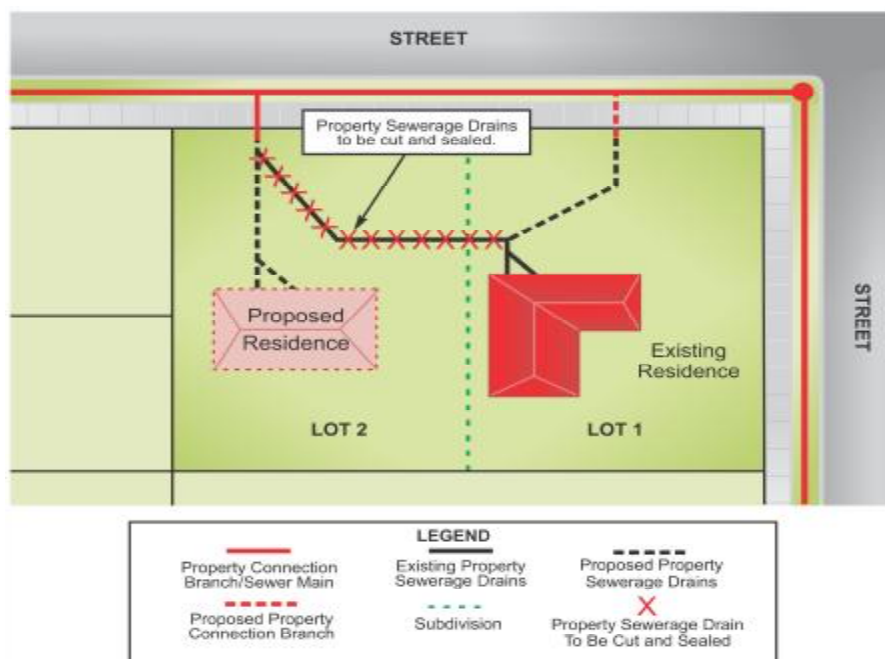 STREET
Property Sewerage Drains
to be cut and sealed.
STREET
Proposed
Residence
Existing
Residence
LOT 2
LOT 1
LEGEND
Property Connection
Branch/Sewer Main
Existing Property
Sewerage Drains
Proposed Property
Sewerage Drains
Proposed Property
Connection Branch
Subdivision
Property Sewerage Drain
To Be Cut and Sealed